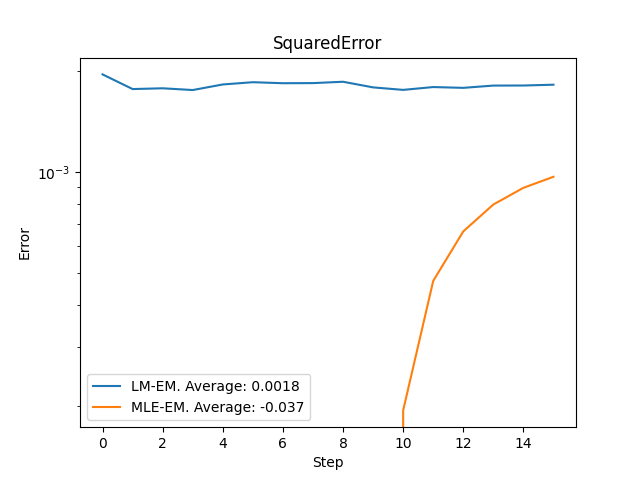 SquaredError
Error
10⁻³
LM-EM. Average: 0.0018
MLE-EM. Average: -0.037
0 2 4 6 8 10 12 14
Step